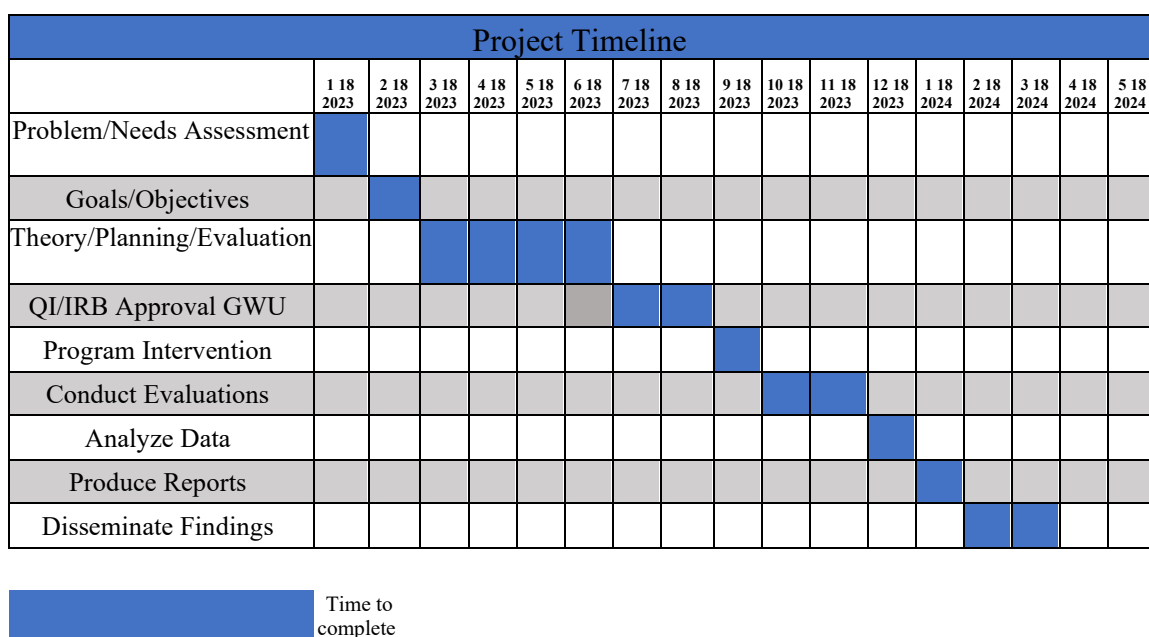 Project Timeline
1 18 2 18 3 18 4 18 5 18 6 18 7 18 8 18 9 18 10 18 11 18 12 18 1 18 2 18 3 18 4 18 5 18
2023 2023 2023 2023 2023 2023 2023 2023 2023 2023 2023 2023 2024 2024 2024 2024 2024
Problem/Needs Assessment
Goals/Objectives
Theory/Planning/Evaluation
QI/IRB Approval GWU
Program Intervention
Conduct Evaluations
Analyze Data
Produce Reports
Disseminate Findings
Time to
complete